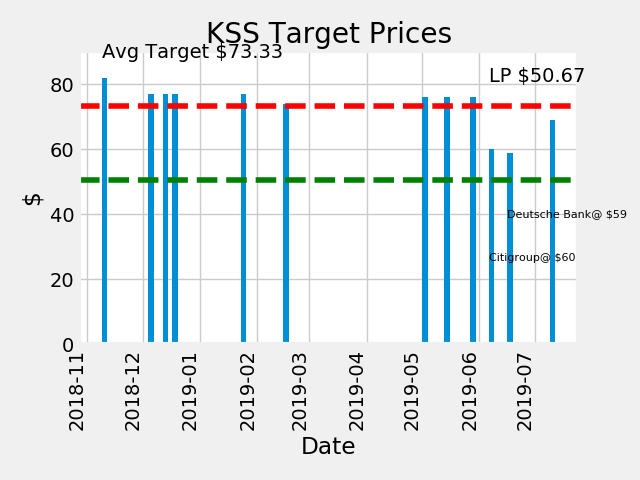 KSS Target Prices
Avg Target $73.33
LP $50.67
80
60
40
20
0
$
Deutsche Bank@ $59
Citigroup@ $60
2018-11
2018-12
2019-01
2019-02
2019-03
2019-04
2019-05
2019-06
2019-07
Date